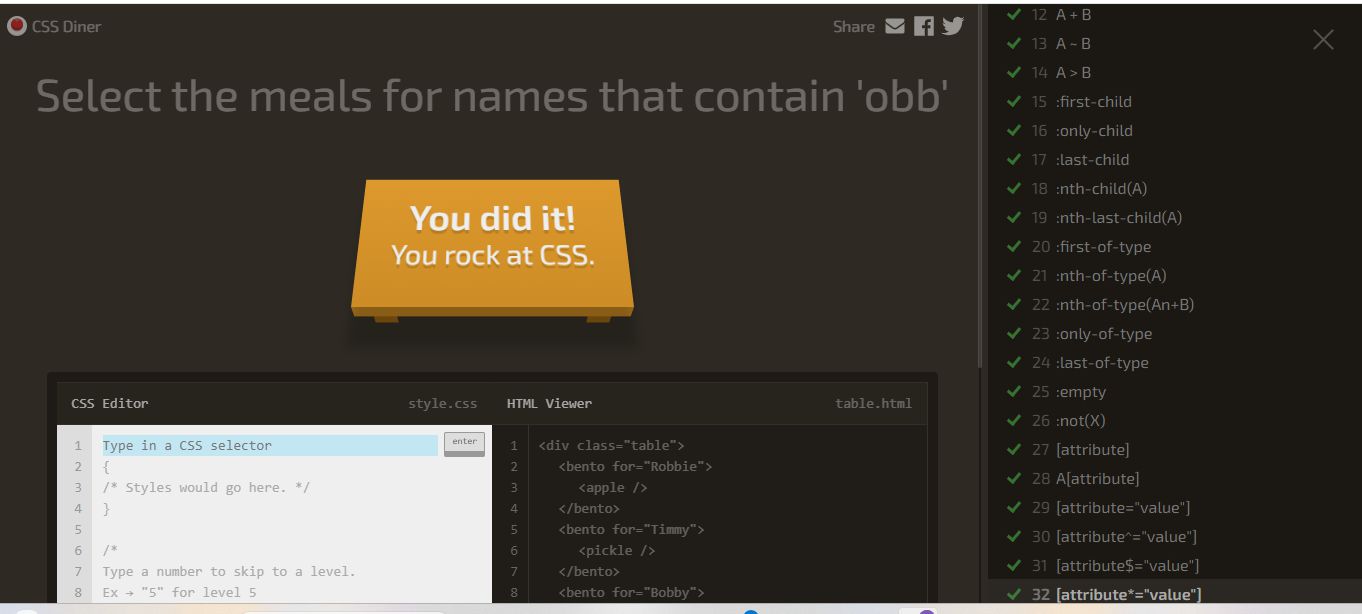 CSS Diner
Share
Select the meals for names that contain 'obb'
You did it!
You rock at CSS.
CSS Editor
style.css
1 Type in a CSS selector
enter
2 {
3 /* Styles would go here. */
4 }
5
6 /*
7 Type a number to skip to a level.
8 Ex → "5" for level 5
HTML Viewer
table.html
1 <div class="table">
2 <bento for="Robbie">
3 <apple />
4 </bento>
5 <bento for="Timmy">
6 <pickle />
7 </bento>
8 <bento for="Bobby">
12 A + B
13 A ~ B
14 A > B
15 :first-child
16 :only-child
17 :last-child
18 :nth-child(A)
19 :nth-last-child(A)
20 :first-of-type
21 :nth-of-type(A)
22 :nth-of-type(An+B)
23 :only-of-type
24 :last-of-type
25 :empty
26 :not(X)
27 [attribute]
28 A[attribute]
29 [attribute="value"]
30 [attribute^="value"]
31 [attribute$="value"]
32 [attribute*="value"]